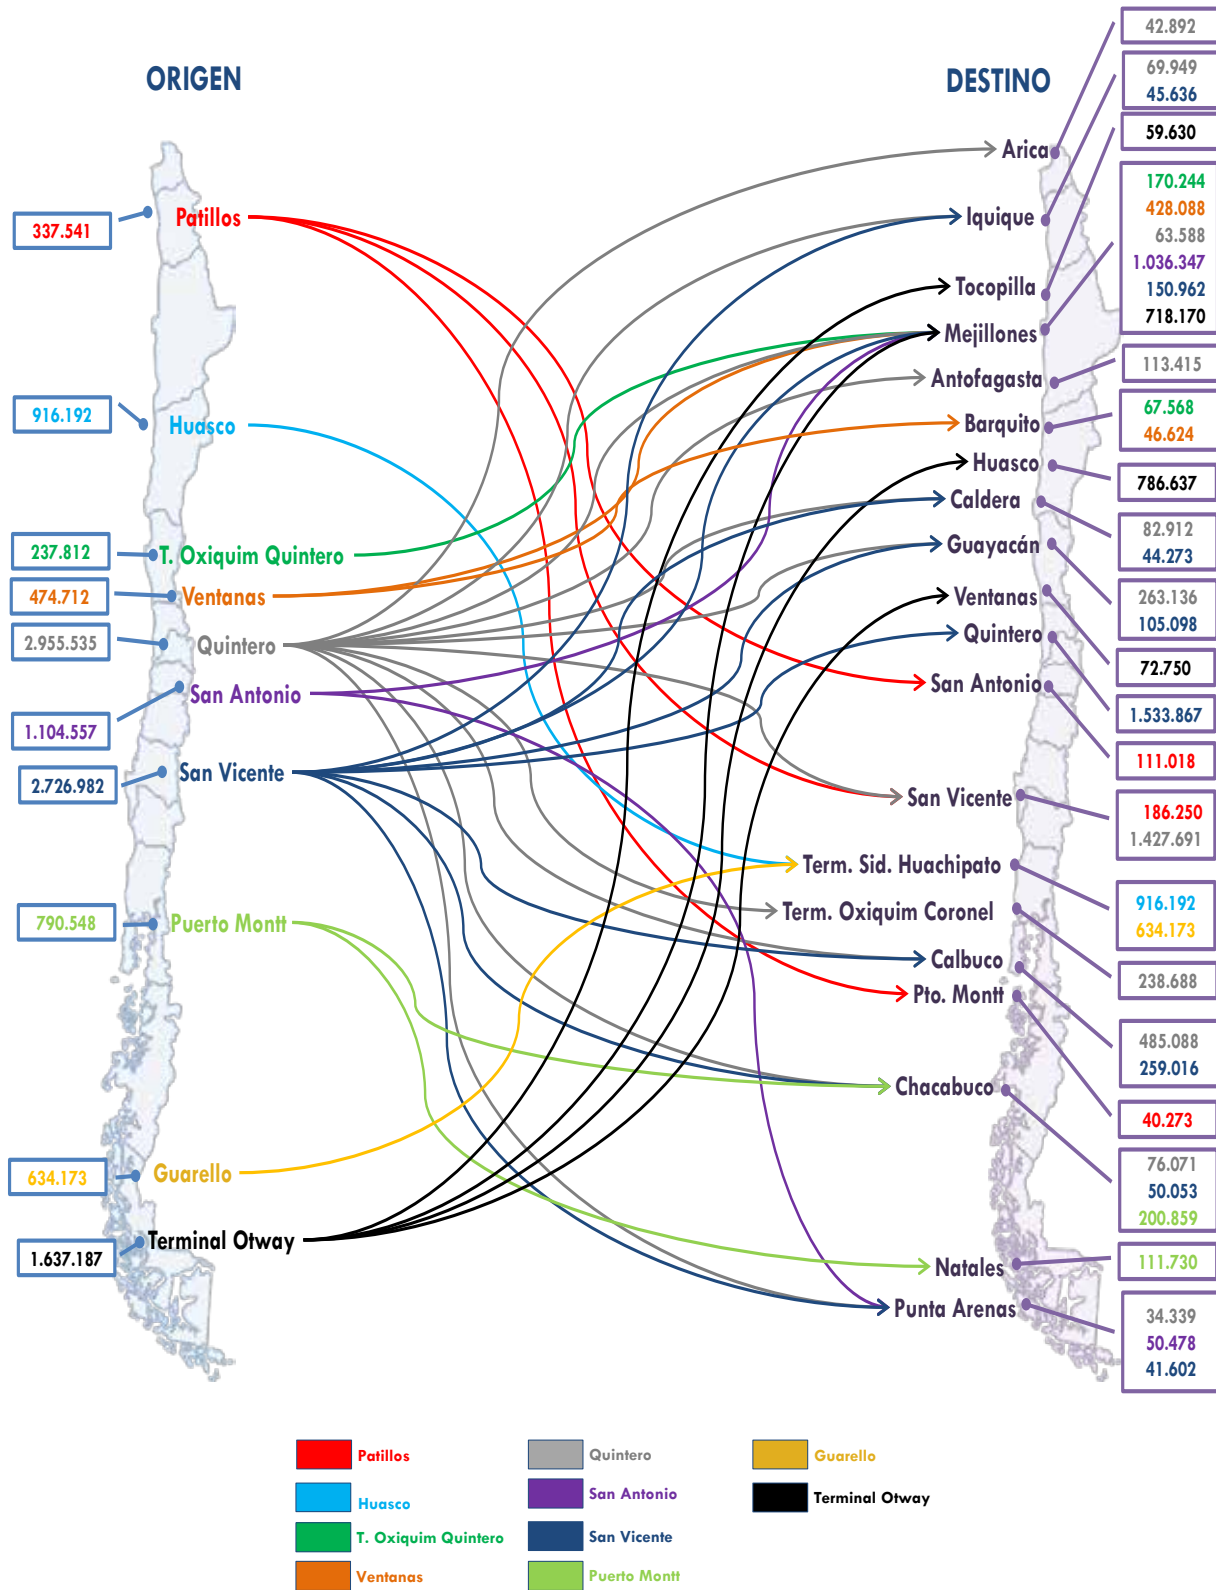 ORIGEN
337.541
Patillos
916.192
Huasco
237.812
T. Oxiquim Quintero
474.712
Ventanas
2.955.535
Quintero
1.104.557
San Antonio
2.726.982
San Vicente
790.548
Puerto Montt
634.173
Guarello
1.637.187
Terminal Otway
DESTINO
Arica
Iquique
Tocopilla
Mejillones
Antofagasta
Barquito
Huasco
Caldera
Guayacán
Ventanas
Quintero
San Antonio
San Vicente
Term. Sid. Huachipato
Term. Oxiquim Coronel
Calbuco
Pto. Montt
Chacabuco
Natales
Punta Arenas
42.892
69.949
45.636
59.630
170.244
428.088
63.588
1.036.347
150.962
718.170
113.415
67.568
46.624
786.637
82.912
44.273
263.136
105.098
72.750
1.533.867
111.018
186.250
1.427.691
916.192
634.173
238.688
485.088
259.016
40.273
76.071
50.053
200.859
111.730
34.339
50.478
41.602
Patillos
Huasco
T. Oxiquim Quintero
Ventanas
Quintero
San Antonio
San Vicente
Puerto Montt
Guarello
Terminal Otway